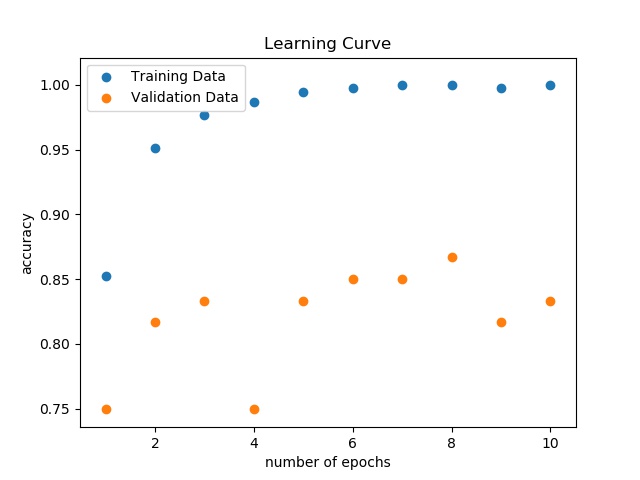 Learning Curve
Training Data
Validation Data
1.00
0.95
0.90
0.85
0.80
0.75
accuracy
2 4 6 8 10
number of epochs